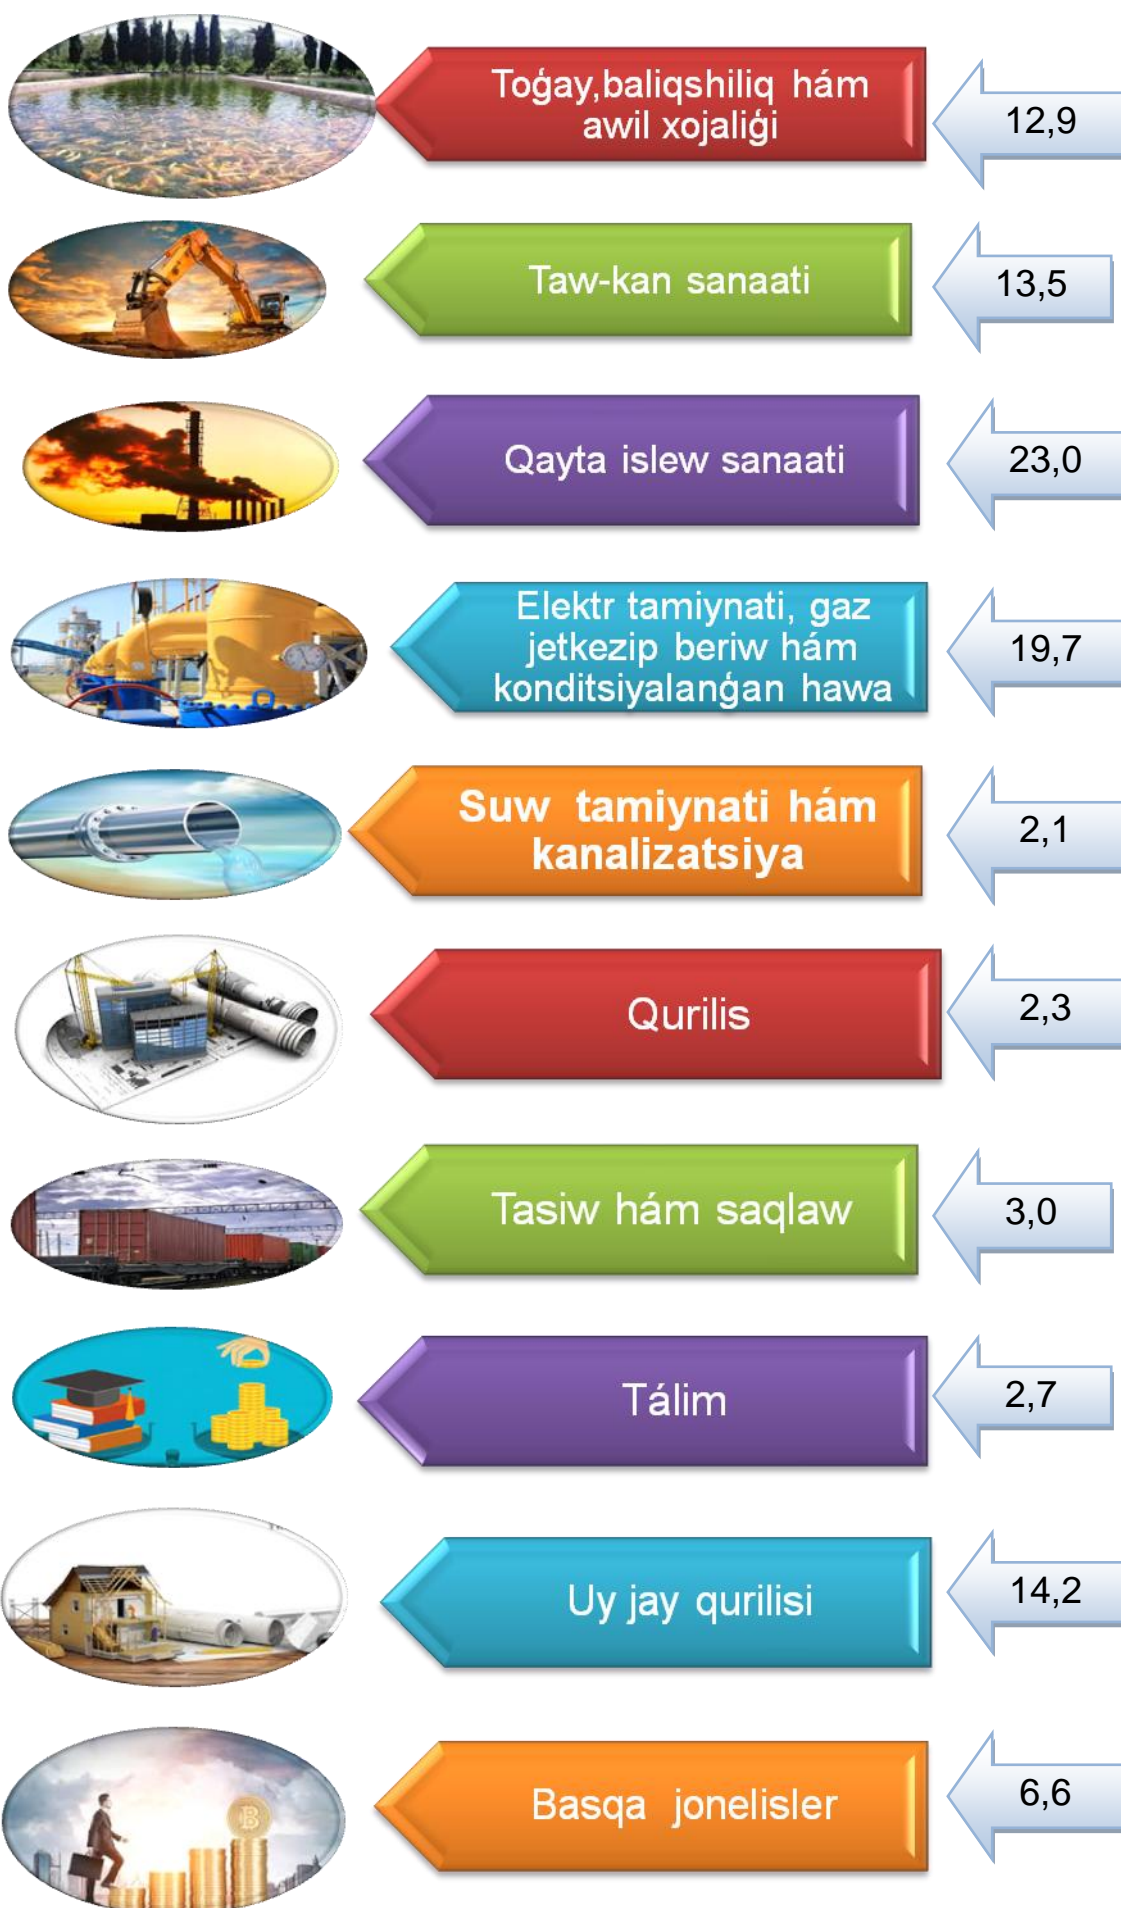 Toǵay,baliqshiliq hám
awil xojaliǵi
12,9
Taw-kan sanaati
13,5
Qayta islew sanaati
23,0
Elektr tamiynati, gaz
jetkezip beriw hám
konditsiyalanǵan hawa
19,7
Suw tamiynati hám
kanalizatsiya
2,1
Qurilis
2,3
Tasiw hám saqlaw
3,0
Tálim
2,7
Uy jay qurilisi
14,2
Basqa jonelisler
6,6